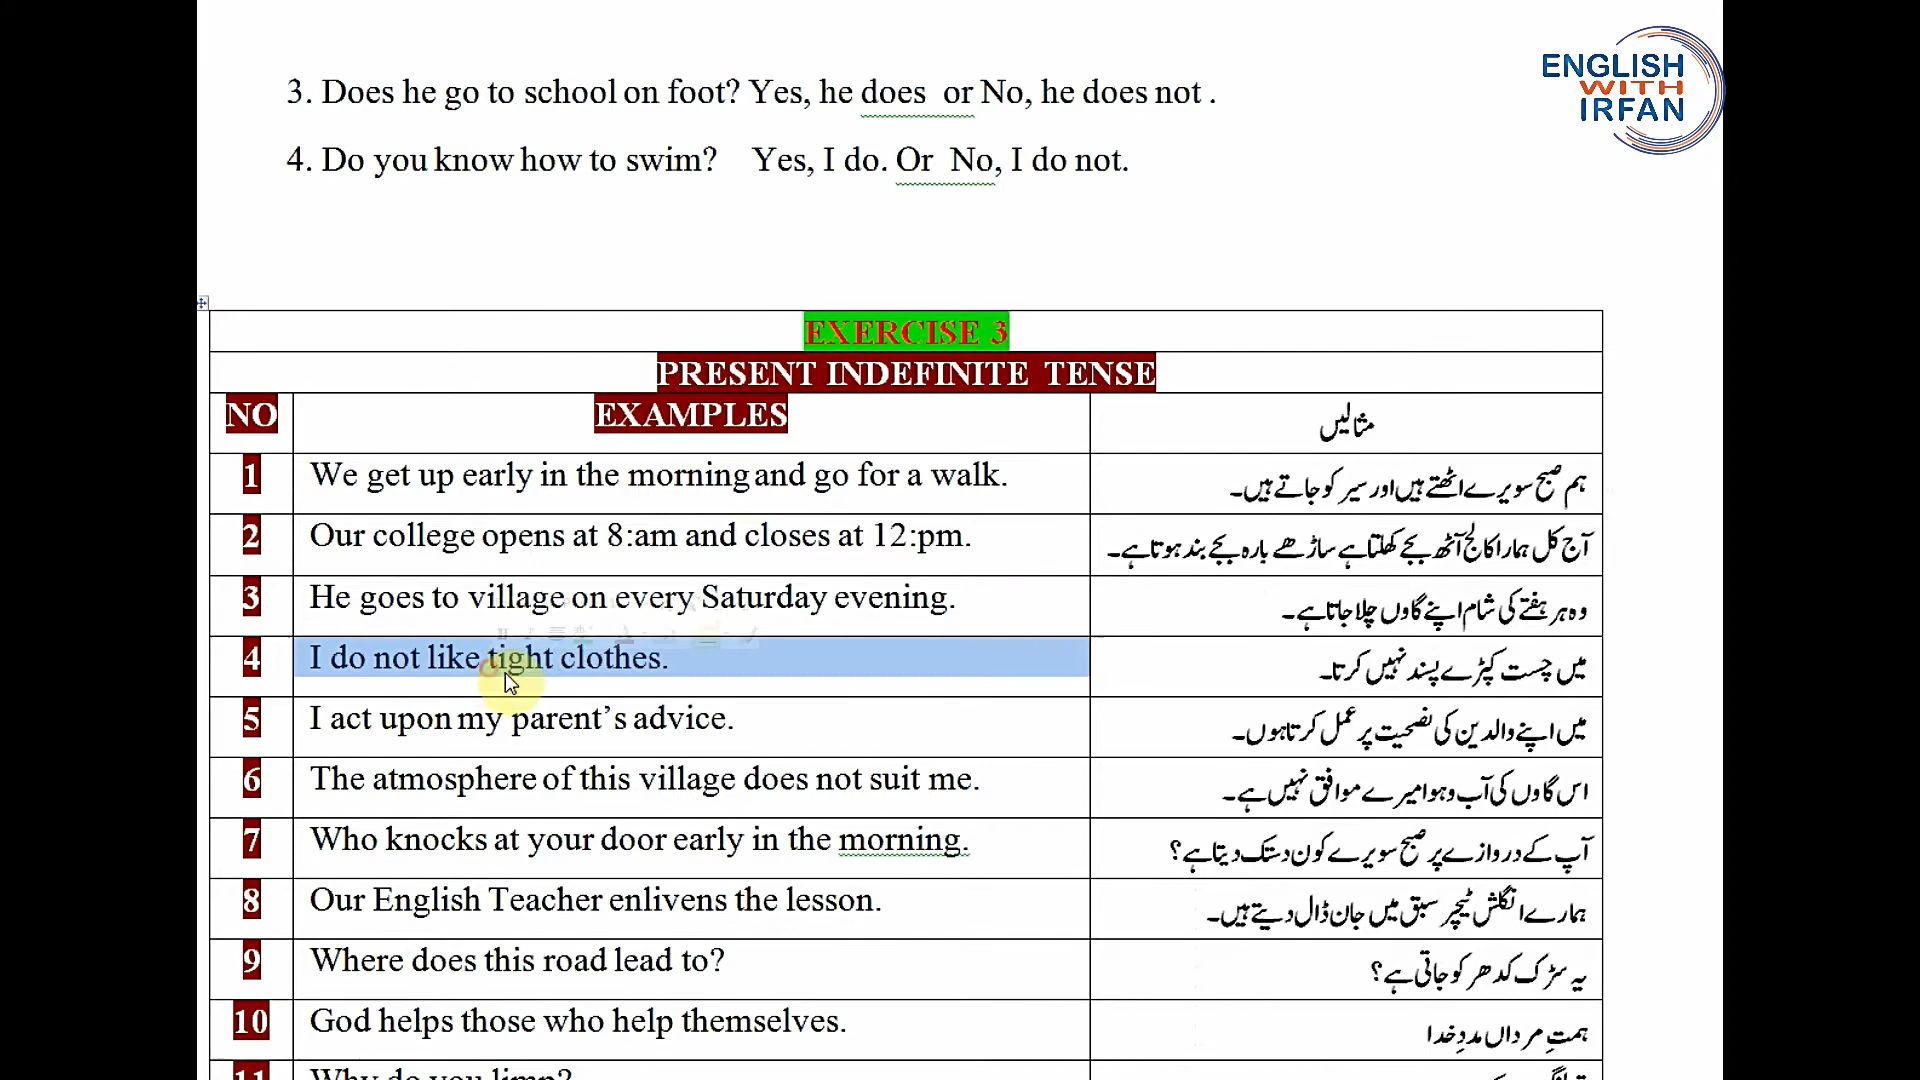 ENGLISH
WITH
IRFAN
3. Does he go to school on foot? Yes, he does or No, he does not .
4. Do you know how to swim? Yes, I do. Or No, I do not.
EXERCISE 3
PRESENT INDEFINITE TENSE
NO EXAMPLES مثالیں
1 We get up early in the morning and go for a walk. ہم صبح سویرے اٹھتے ہیں اور سیر کو جاتے ہیں۔
2 Our college opens at 8:am and closes at 12:pm. آج کل ہمارا کالج آٹھ بجے کھلتا ہے ساڑھے بارہ بجے بند ہوتا ہے۔
3 He goes to village on every Saturday evening. وہ ہر ہفتے کی شام اپنے گاوں چلا جاتا ہے۔
4 I do not like tight clothes. میں چست کپڑے پسند نہیں کرتا۔
5 I act upon my parent’s advice. میں اپنے والدین کی نصحیت پر عمل کرتا ہوں۔
6 The atmosphere of this village does not suit me. اس گاوں کی آب و ہوا میرے موافق نہیں ہے۔
7 Who knocks at your door early in the morning. آپ کے دروازے پر صبح سویرے کون دستک دیتا ہے؟
8 Our English Teacher enlivens the lesson. ہمارے انگلش ٹیچر سبق میں جان ڈال دیتے ہیں۔
9 Where does this road lead to? یہ سڑک کدھر کو جاتی ہے؟
10 God helps those who help themselves. ہمتِ مرداں مددِ خدا
11 Why do you limp?